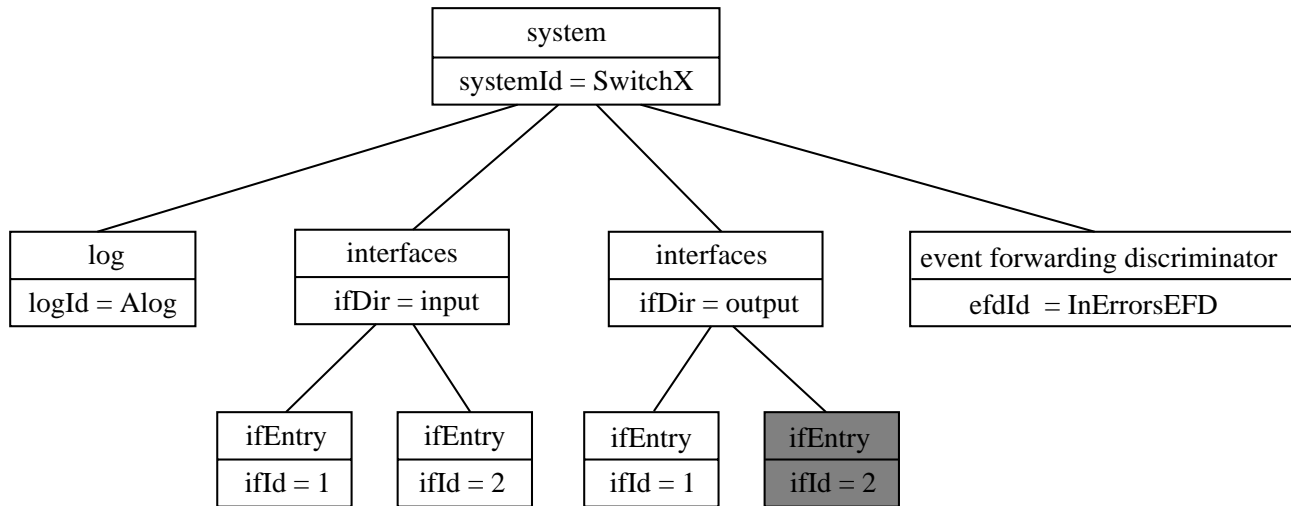 system
systemId = SwitchX
log
logId = Alog
interfaces
ifDir = input
interfaces
ifDir = output
event forwarding discriminator
efdId = InErrorsEFD
ifEntry
ifId = 1
ifEntry
ifId = 2
ifEntry
ifId = 1
ifEntry
ifId = 2